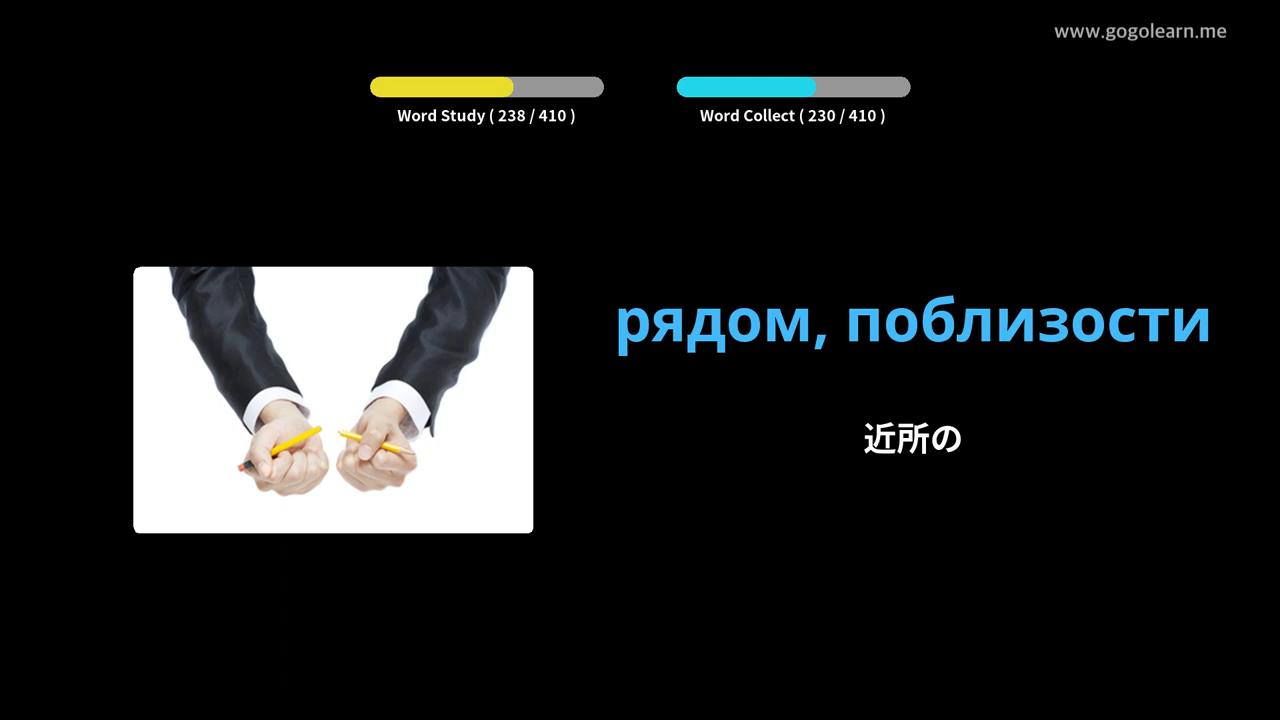 www.gogolearn.me
Word Study ( 238 / 410 )
Word Collect ( 230 / 410 )
рядом, поблизости
近所の